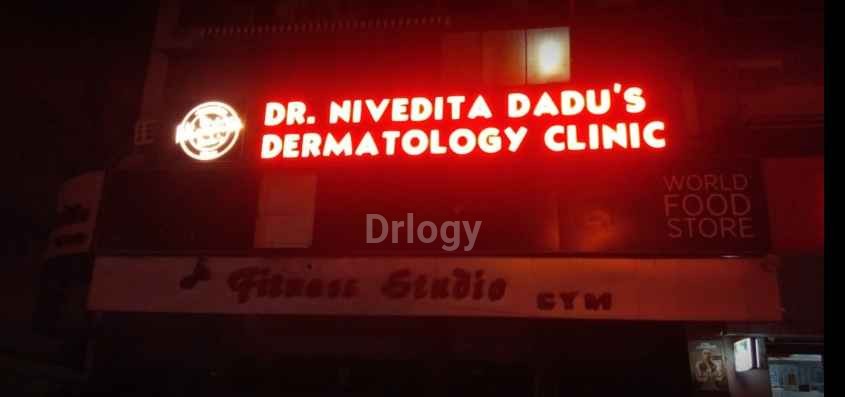 DR. NIVEDITA DADU'S
DERMATOLOGY CLINIC
WORLD
FOOD
STORE
Drlogy
Fitness Studio GYM